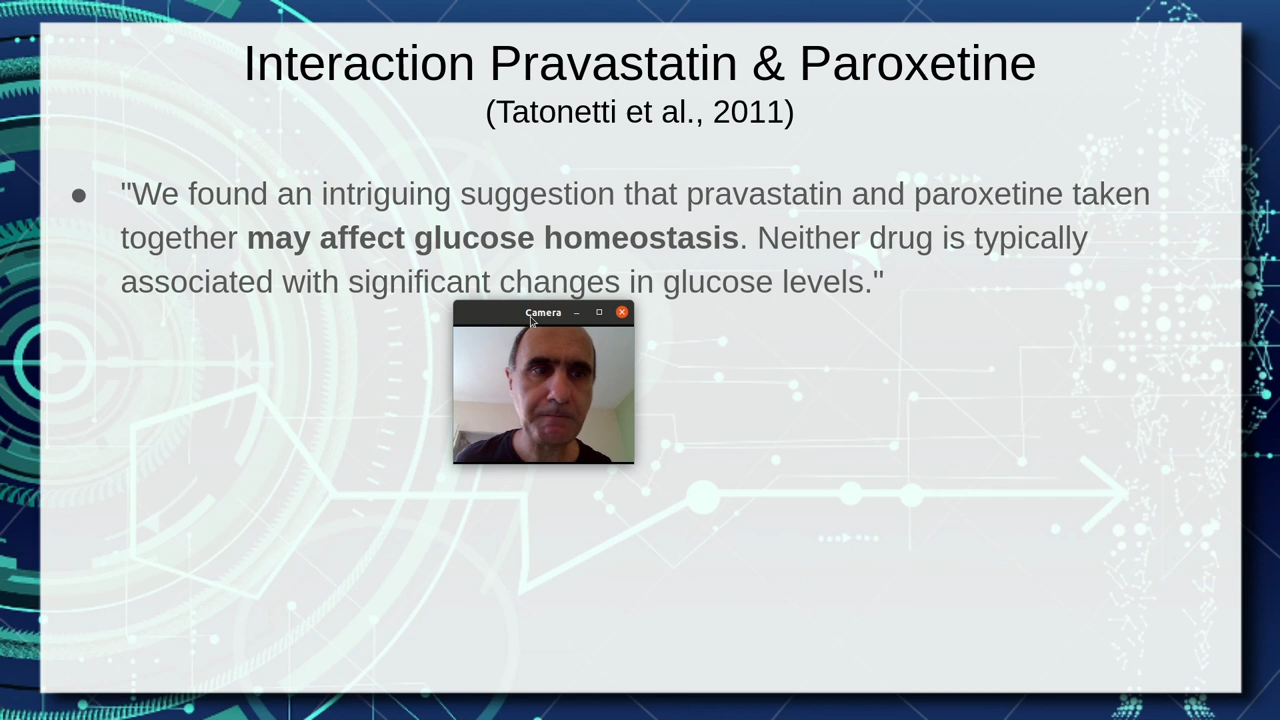 Interaction Pravastatin & Paroxetine
(Tatonetti et al., 2011)
● "We found an intriguing suggestion that pravastatin and paroxetine taken
together may affect glucose homeostasis. Neither drug is typically
associated with significant changes in glucose levels."
Camera